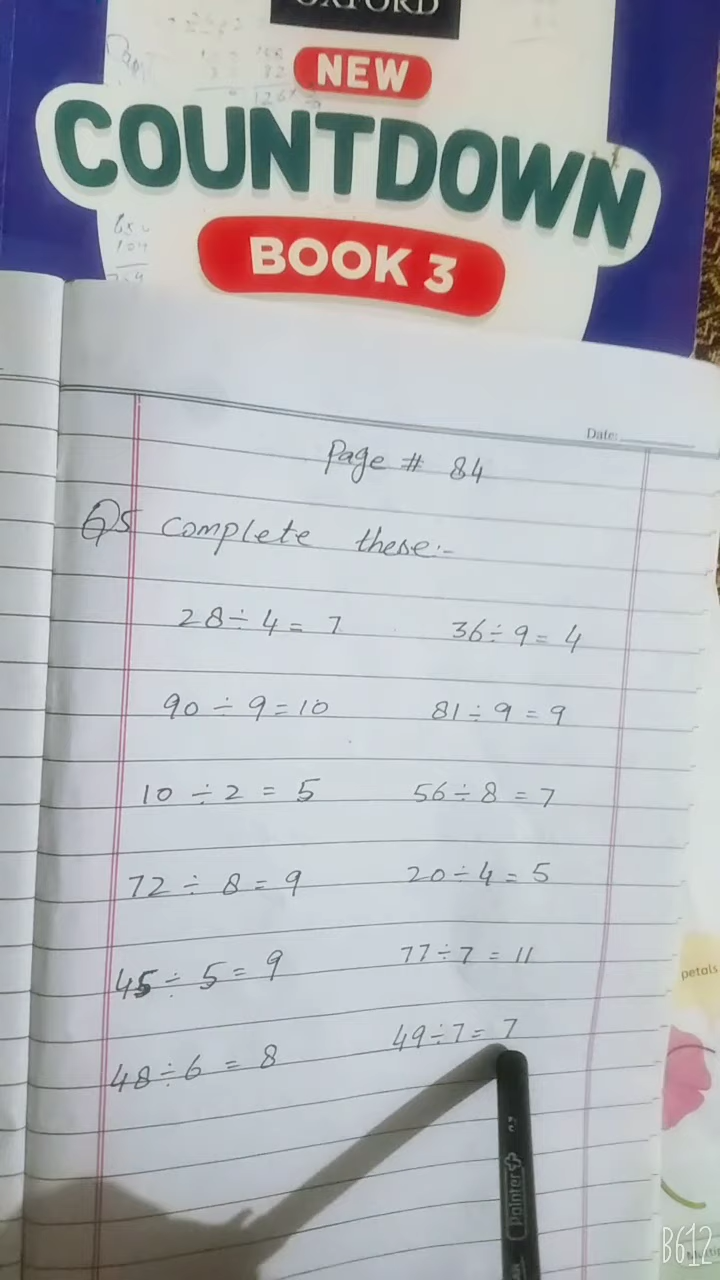 OXFORD
NEW
COUNTDOWN
BOOK 3
Date:
Page # 84
Q5 Complete these:-
28÷4=7 36÷9=4
90÷9=10 81÷9=9
10÷2=5 56÷8=7
72÷8=9 20÷4=5
45÷5=9 77÷7=11
48÷6=8 49÷7=7
petals
Pointer
B612